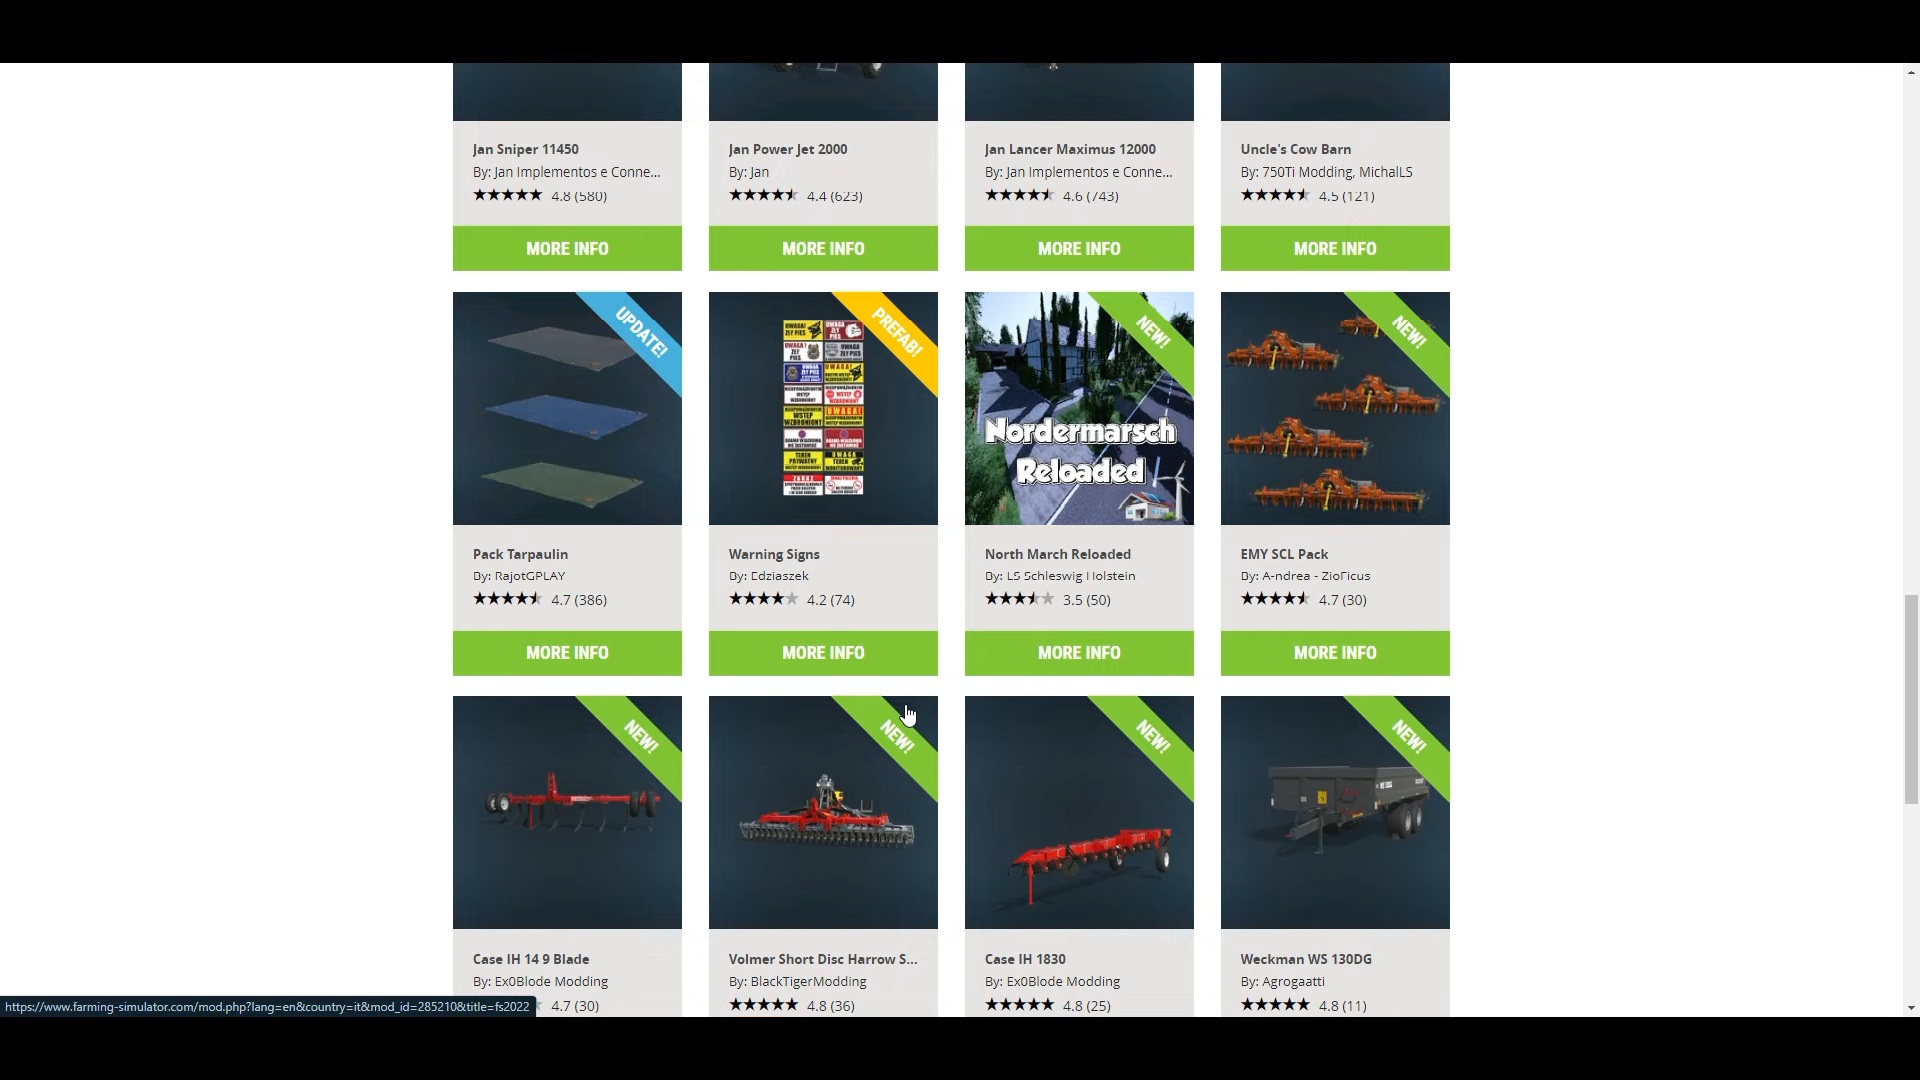 Jan Sniper 11450
By: Jan Implementos e Conne...
4.8 (580)
MORE INFO
Jan Power Jet 2000
By: Jan
4.4 (623)
MORE INFO
Jan Lancer Maximus 12000
By: Jan Implementos e Conne...
4.6 (743)
MORE INFO
Uncle's Cow Barn
By: 750Ti Modding, MichalLS
4.5 (121)
MORE INFO
UPDATE!
Pack Tarpaulin
By: RajotGPLAY
4.7 (386)
MORE INFO
PREFAB!
Warning Signs
By: Edziaszek
4.2 (74)
MORE INFO
NEW!
Nordermarsch
Reloaded
North March Reloaded
By: LS Schleswig Holstein
3.5 (50)
MORE INFO
NEW!
EMY SCL Pack
By: A-ndrea - ZioFicus
4.7 (30)
MORE INFO
NEW!
Case IH 14 9 Blade
By: Ex0Blode Modding
4.7 (30)
NEW!
Volmer Short Disc Harrow S...
By: BlackTigerModding
4.8 (36)
NEW!
Case IH 1830
By: Ex0Blode Modding
4.8 (25)
NEW!
Weckman WS 130DG
By: Agrogaatti
4.8 (11)
https://www.farming-simulator.com/mod.php?lang=en&country=it&mod_id=285210&title=fs2022